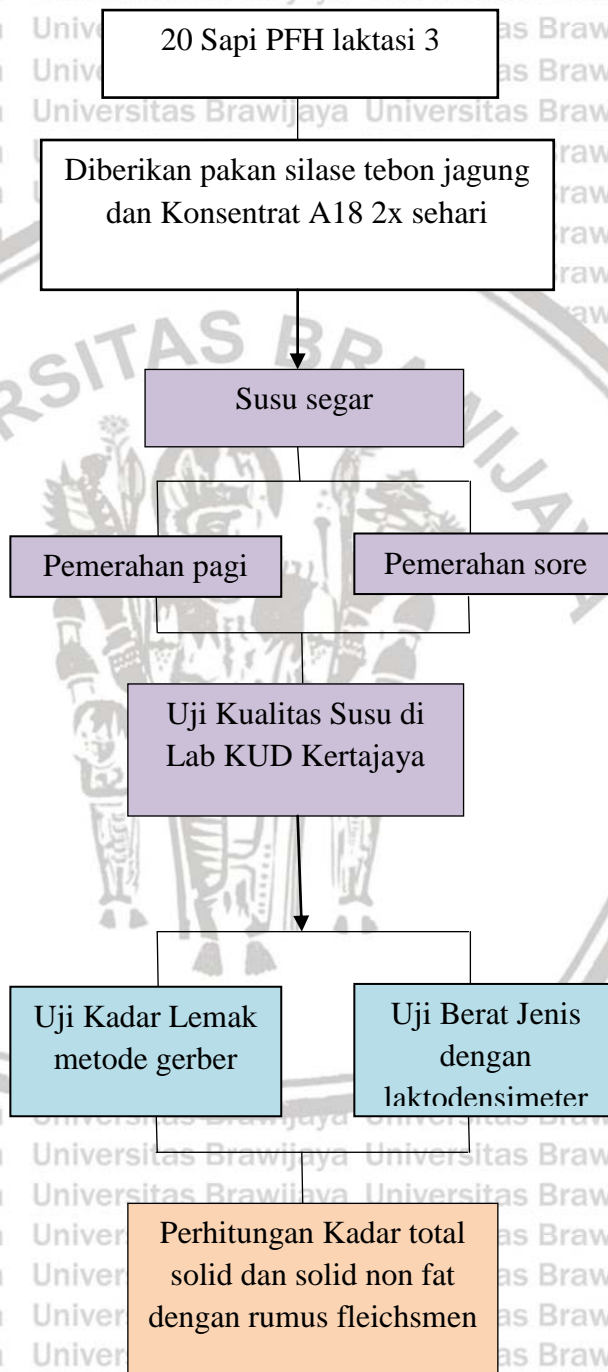 20 Sapi PFH laktasi 3
Diberikan pakan silase tebon jagung
dan Konsentrat A18 2x sehari
Susu segar
Pemerahan pagi
Pemerahan sore
Uji Kualitas Susu di
Lab KUD Kertajaya
Uji Kadar Lemak
metode gerber
Uji Berat Jenis
dengan
laktodensimeter
Perhitungan Kadar total
solid dan solid non fat
dengan rumus fleichsmen